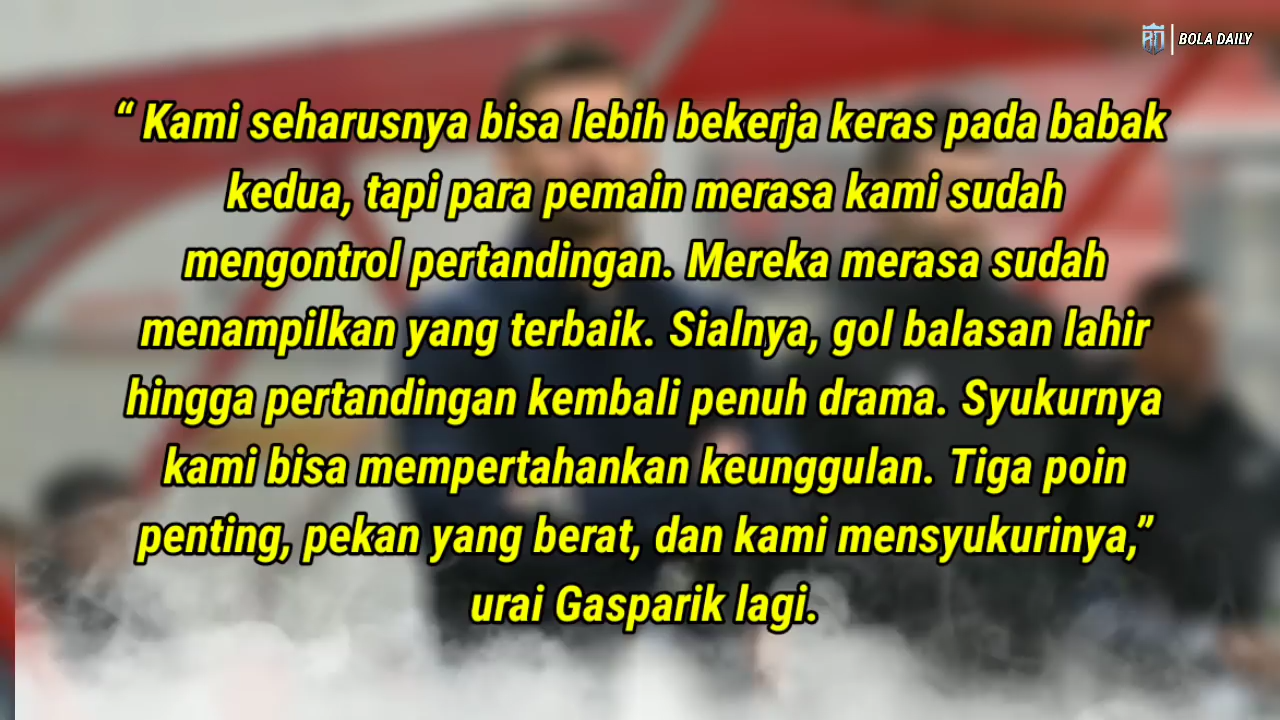 BOLA DAILY
“ Kami seharusnya bisa lebih bekerja keras pada babak
kedua, tapi para pemain merasa kami sudah
mengontrol pertandingan. Mereka merasa sudah
menampilkan yang terbaik. Sialnya, gol balasan lahir
hingga pertandingan kembali penuh drama. Syukurnya
kami bisa mempertahankan keunggulan. Tiga poin
penting, pekan yang berat, dan kami mensyukurinya,”
urai Gasparik lagi.